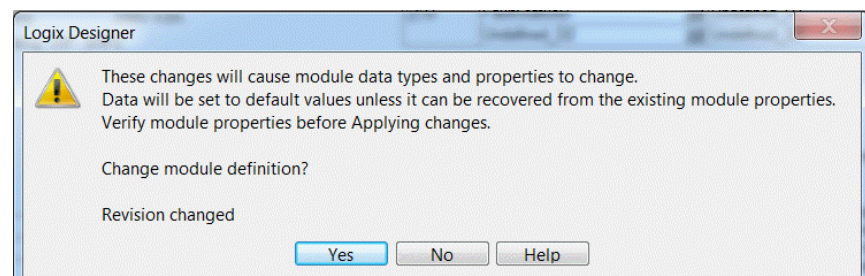 Logix Designer
These changes will cause module data types and properties to change.
Data will be set to default values unless it can be recovered from the existing module properties.
Verify module properties before Applying changes.
Change module definition?
Revision changed
Yes No Help